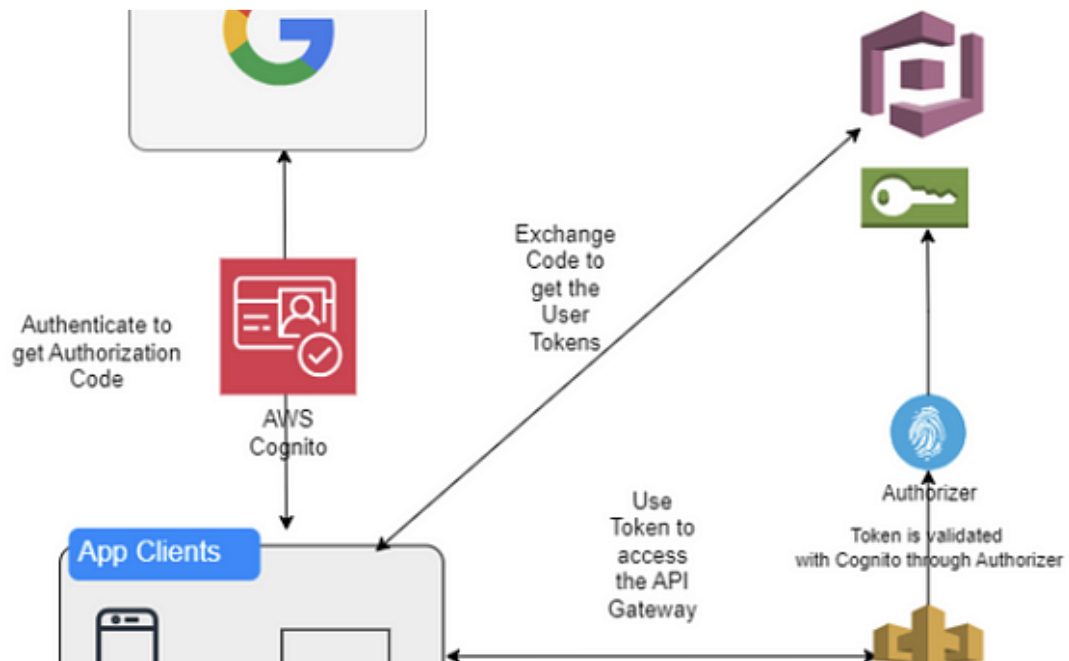 Exchange
Code to
get the
User
Tokens
Authenticate to
get Authorization
Code
AWS
Cognito
Authorizer
Use
Token to
access
the API
Gateway
Token is validated
with Cognito through Authorizer
App Clients